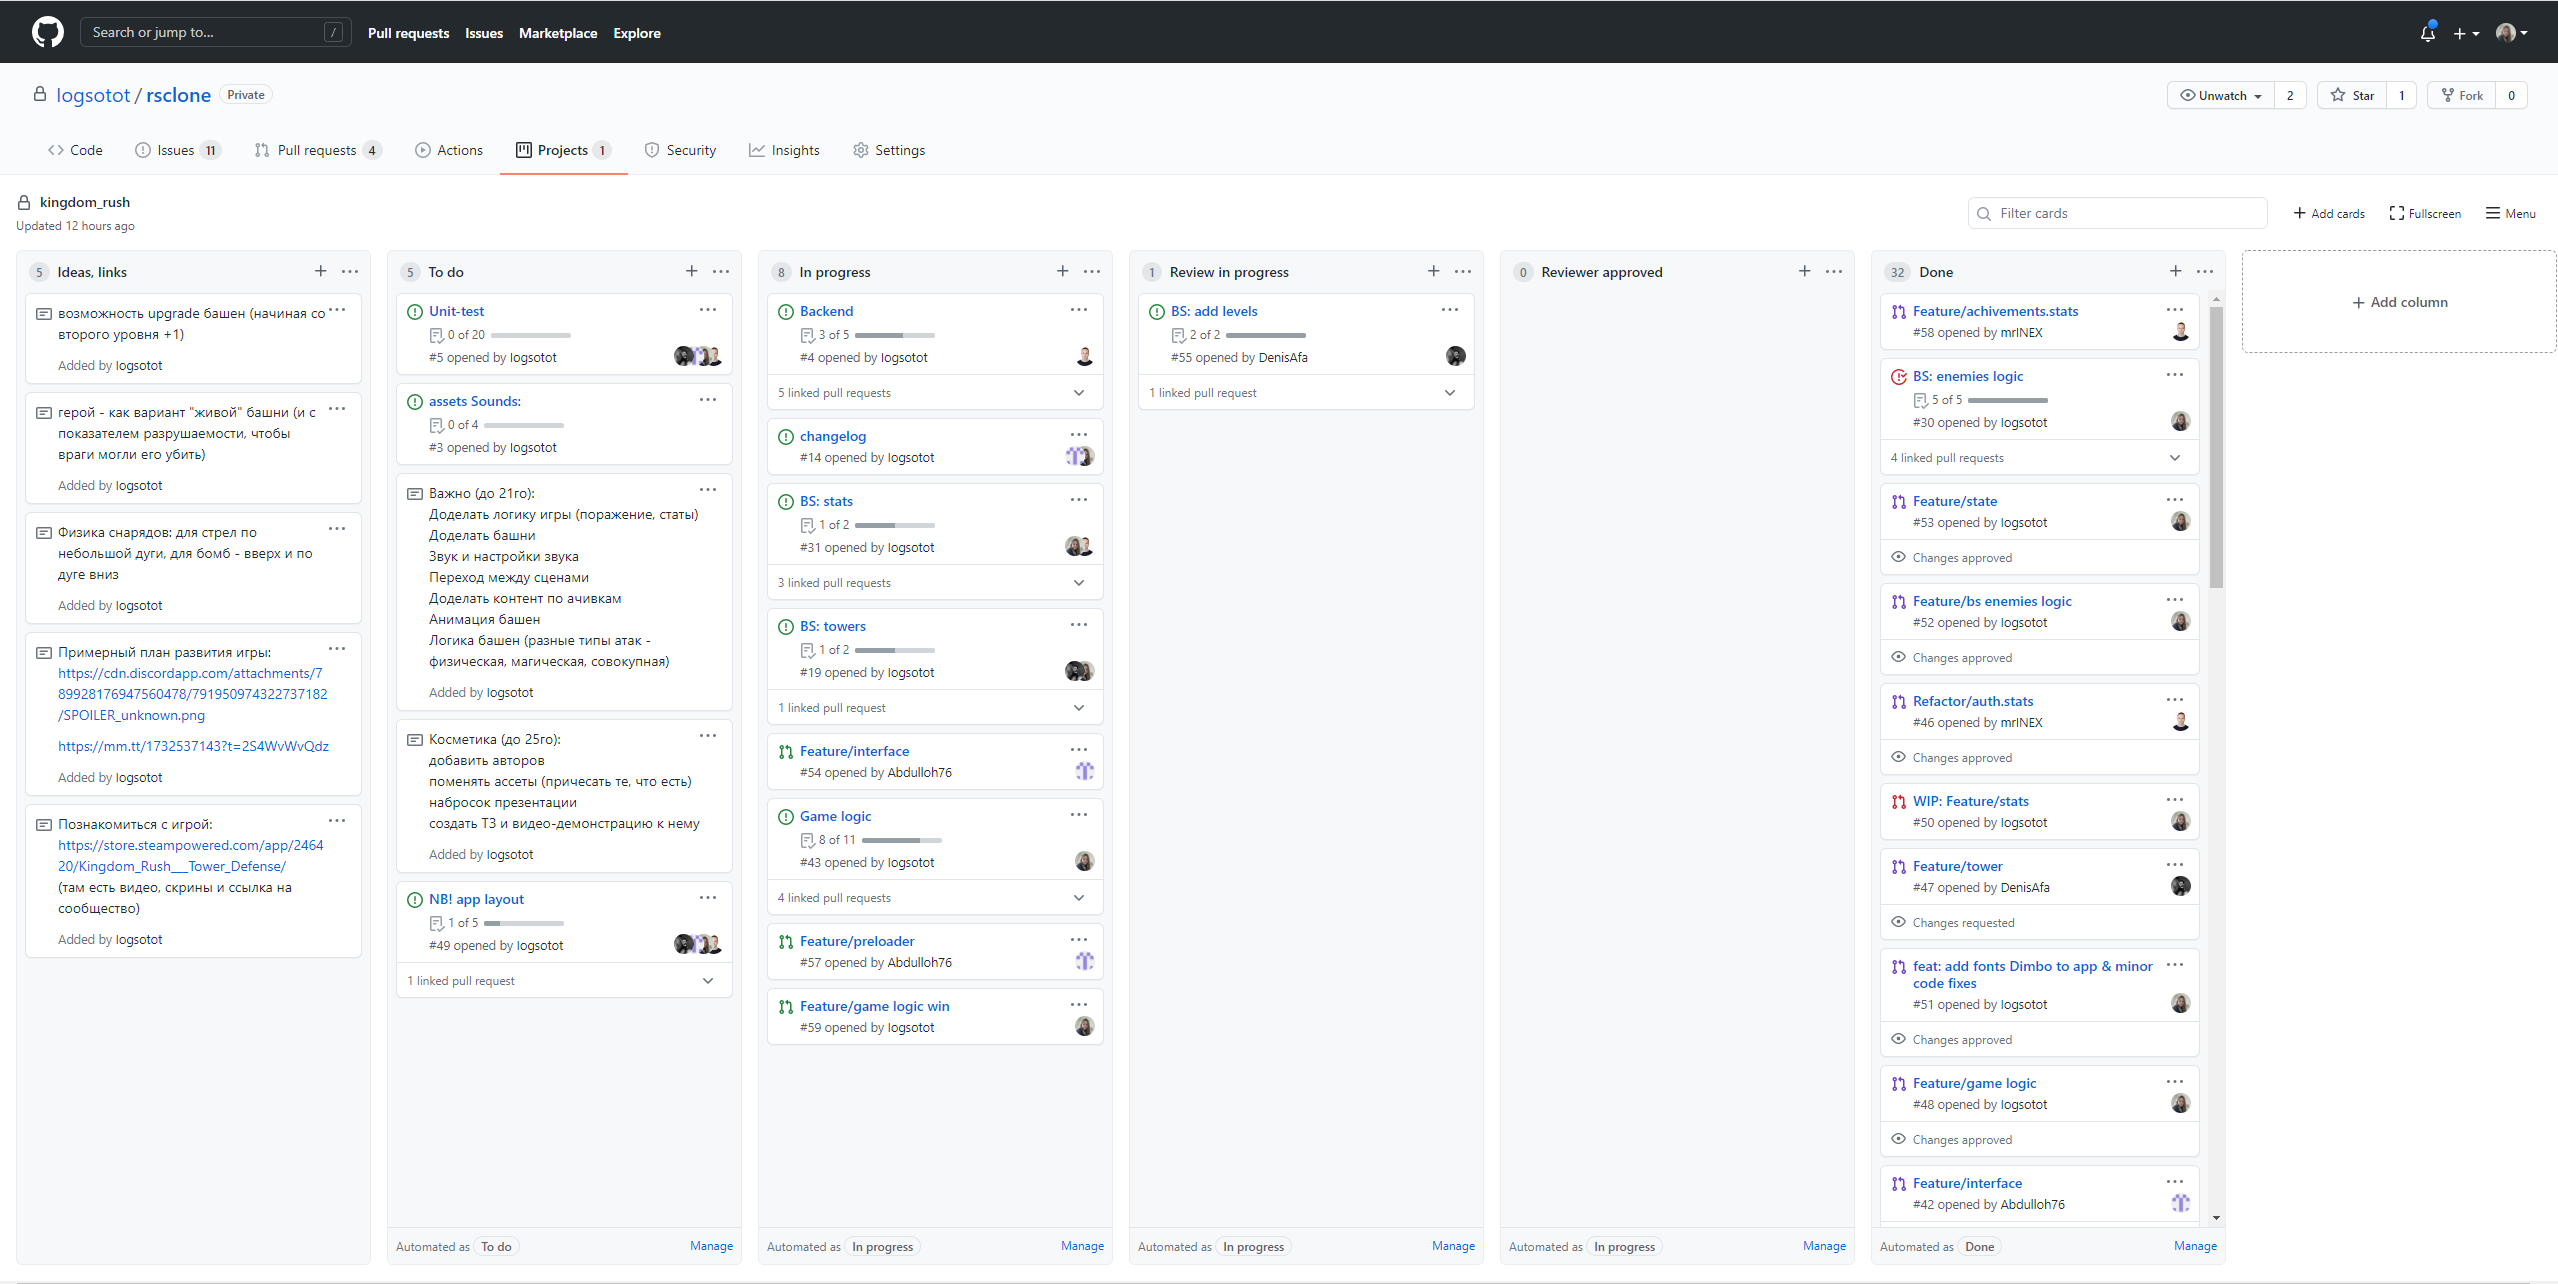 Search or jump to...
/
Pull requests
Issues
Marketplace
Explore
logsotot / rsclone
Private
Unwatch
2
Star
1
Fork
0
Code
Issues 11
Pull requests 4
Actions
Projects 1
Security
Insights
Settings
kingdom_rush
Updated 12 hours ago
Filter cards
Add cards
Fullscreen
Menu
5 Ideas, links
возможность upgrade башен (начиная со
второго уровня +1)
Added by logsotot
герой - как вариант "живой" башни (и с
показателем разрушаемости, чтобы
враги могли его убить)
Added by logsotot
Физика снарядов: для стрел по
небольшой дуги, для бомб - вверх и по
дуге вниз
Added by logsotot
Примерный план развития игры:
https://cdn.discordapp.com/attachments/7
89928176947560478/791950974322737182
/SPOILER_unknown.png
https://mm.tt/1732537143?t=2S4WvWvQdz
Added by logsotot
Познакомиться с игрой:
https://store.steampowered.com/app/2464
20/Kingdom_Rush__Tower_Defense/
(там есть видео, скрины и ссылка на
сообщество)
Added by logsotot
5 To do
Unit-test
0 of 20
#5 opened by logsotot
assets Sounds:
0 of 4
#3 opened by logsotot
Важно (до 21го):
Доделать логику игры (поражение, статы)
Доделать башни
Звук и настройки звука
Переход между сценами
Доделать контент по ачивкам
Анимация башен
Логика башен (разные типы атак -
физическая, магическая, совокупная)
Added by logsotot
Косметика (до 25го):
добавить авторов
поменять ассеты (причесать те, что есть)
набросок презентации
создать ТЗ и видео-демонстрацию к нему
Added by logsotot
NB! app layout
1 of 5
#49 opened by logsotot
1 linked pull request
Automated as To do
Manage
8 In progress
Backend
3 of 5
#4 opened by logsotot
5 linked pull requests
changelog
#14 opened by logsotot
BS: stats
1 of 2
#31 opened by logsotot
3 linked pull requests
BS: towers
1 of 2
#19 opened by logsotot
1 linked pull request
Feature/interface
#54 opened by Abdulloh76
Game logic
8 of 11
#43 opened by logsotot
4 linked pull requests
Feature/preloader
#57 opened by Abdulloh76
Feature/game logic win
#59 opened by logsotot
Automated as In progress
Manage
1 Review in progress
BS: add levels
2 of 2
#55 opened by DenisAfa
1 linked pull request
Automated as In progress
Manage
0 Reviewer approved
Automated as In progress
Manage
32 Done
Feature/achivements.stats
#58 opened by mrINEX
BS: enemies logic
5 of 5
#30 opened by logsotot
4 linked pull requests
Feature/state
#53 opened by logsotot
Changes approved
Feature/bs enemies logic
#52 opened by logsotot
Changes approved
Refactor/auth.stats
#46 opened by mrINEX
Changes approved
WIP: Feature/stats
#50 opened by logsotot
Feature/tower
#47 opened by DenisAfa
Changes requested
feat: add fonts Dimbo to app & minor
code fixes
#51 opened by logsotot
Changes approved
Feature/game logic
#48 opened by logsotot
Changes approved
Feature/interface
#42 opened by Abdulloh76
Automated as Done
Manage
Add column